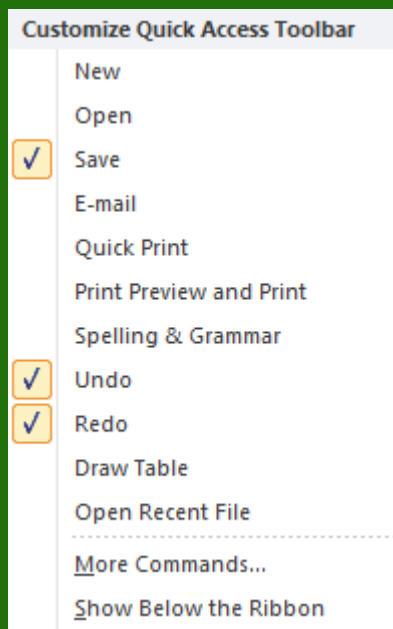 Customize Quick Access Toolbar
New
Open
Save
E-mail
Quick Print
Print Preview and Print
Spelling & Grammar
Undo
Redo
Draw Table
Open Recent File
More Commands...
Show Below the Ribbon